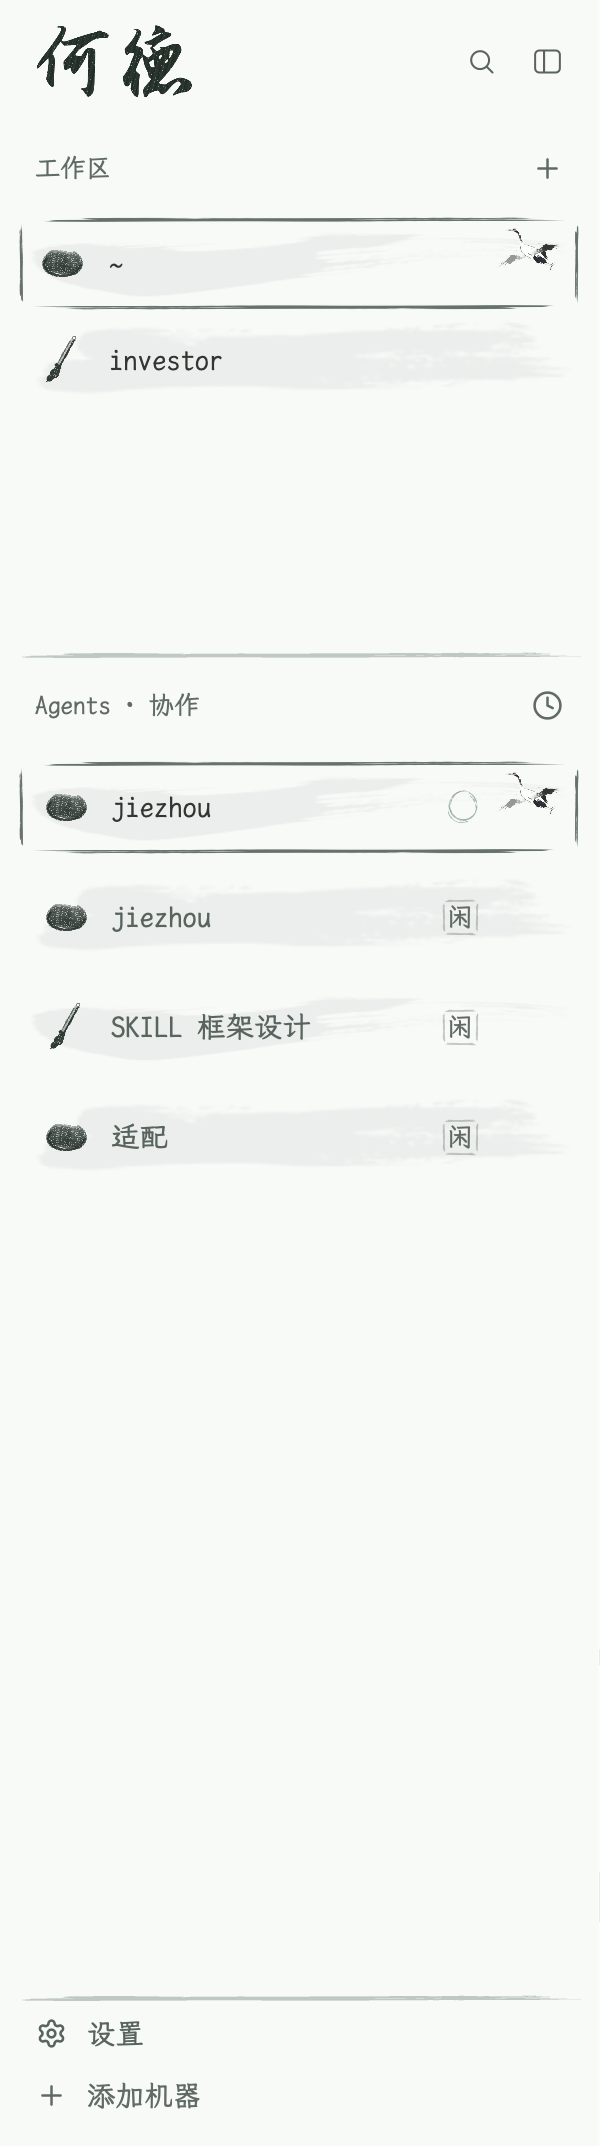 何德
工作区
~
investor
Agents · 协作
jiezhou
jiezhou 闲
SKILL 框架设计 闲
适配 闲
设置
添加机器